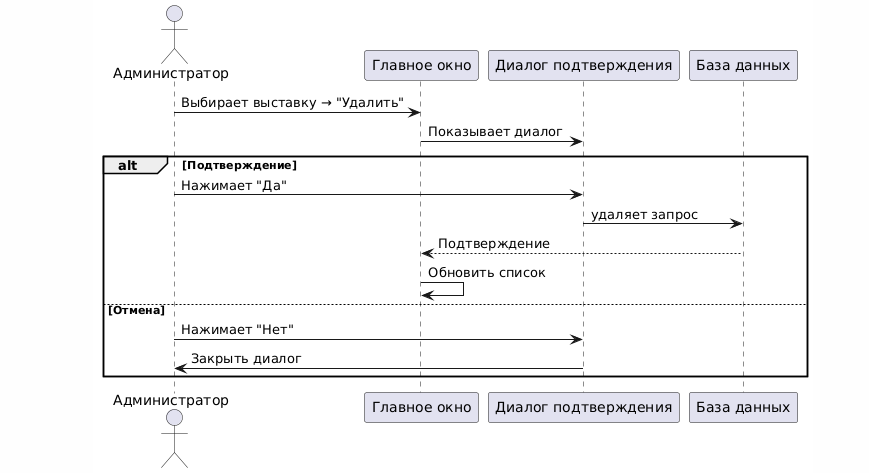 Администратор
Главное окно
Диалог подтверждения
База данных
Выбирает выставку → "Удалить"
Показывает диалог
alt
[Подтверждение]
Нажимает "Да"
удаляет запрос
Подтверждение
Обновить список
[Отмена]
Нажимает "Нет"
Закрыть диалог
Администратор
Главное окно
Диалог подтверждения
База данных